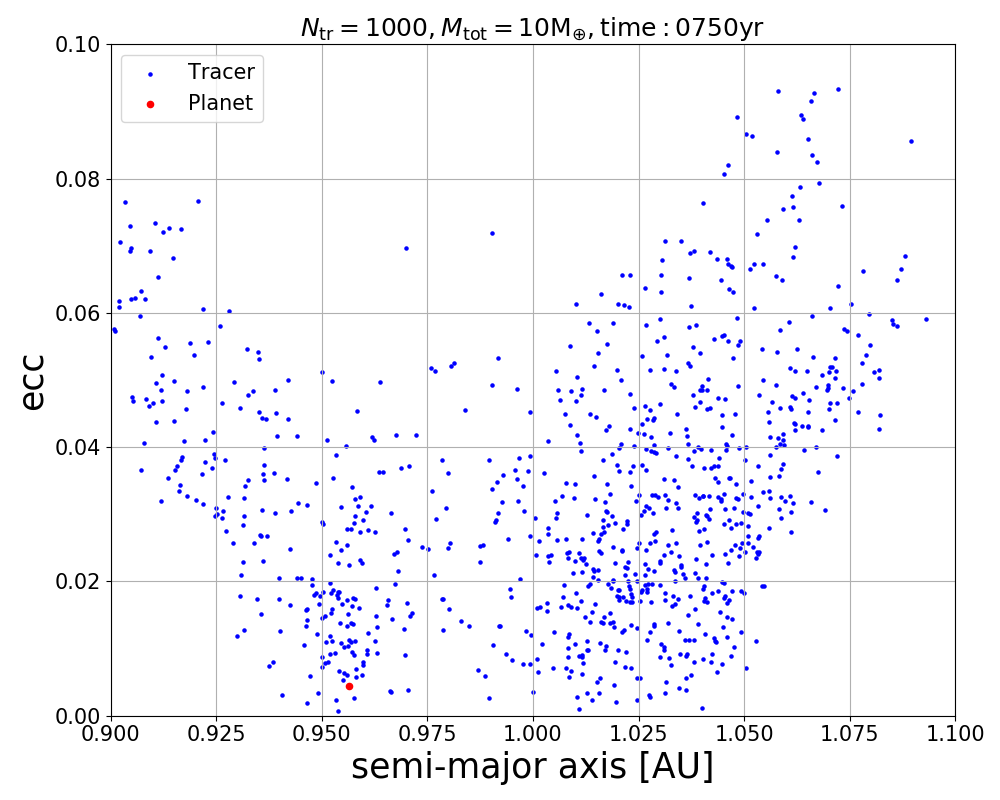 N_tr = 1000, M_tot = 10M_⊕, time : 0750yr
Tracer
Planet
ecc
0.10
0.08
0.06
0.04
0.02
0.00
0.900 0.925 0.950 0.975 1.000 1.025 1.050 1.075 1.100
semi-major axis [AU]